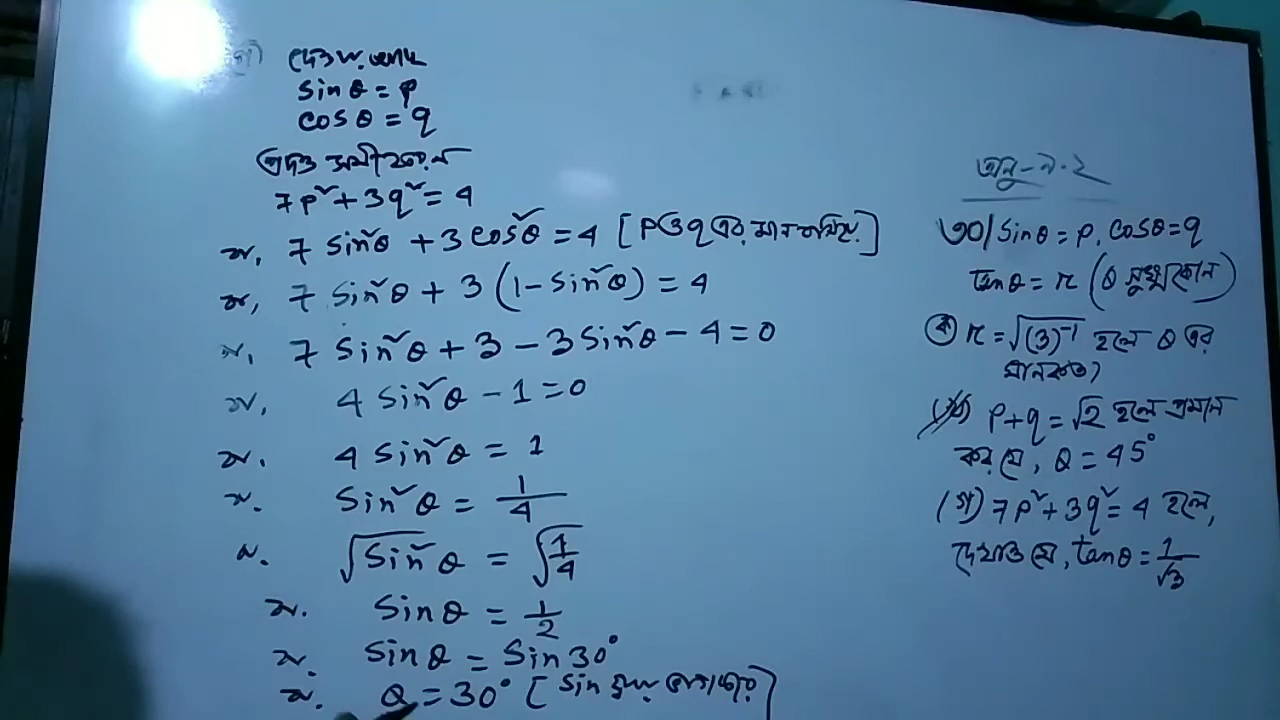 গ) দেওয়া আছে
sinθ = p
cosθ = q
প্রদত্ত সমীকরণ
7p² + 3q² = 4
বা, 7 sin²θ + 3 cos²θ = 4 [p ও q এর মান বসিয়ে]
বা, 7 sin²θ + 3 (1 - sin²θ) = 4
বা, 7 sin²θ + 3 - 3 sin²θ - 4 = 0
বা, 4 sin²θ - 1 = 0
বা, 4 sin²θ = 1
বা, sin²θ = 1/4
বা, √sin²θ = √1/4
বা, sinθ = 1/2
বা, sinθ = sin30°
বা, θ = 30° [sin
অনু - ন. ২
৩০/ sinθ = p, cosθ = q
tanθ = r (θ সূক্ষ্মকোণ)
(ক) r = √(3)⁻¹ হলে θ এর
মান কত?
(খ) p + q = √2 হলে প্রমাণ
কর যে, θ = 45°
(গ) 7p² + 3q² = 4 হলে,
দেখাও যে, tanθ = 1/√3